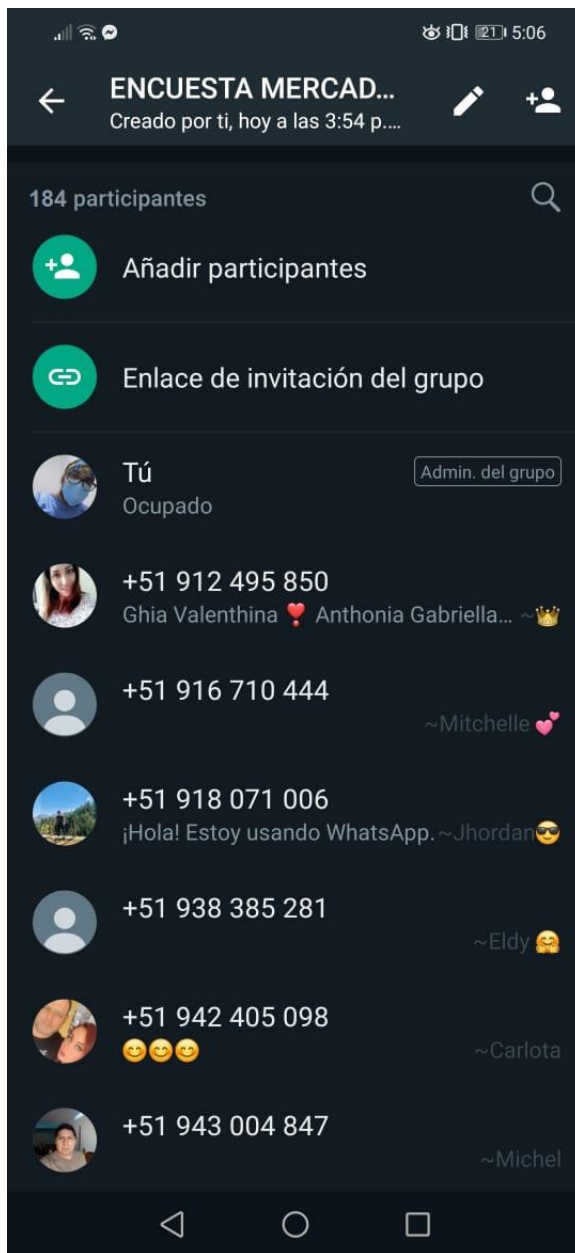 21 5:06
ENCUESTA MERCAD...
Creado por ti, hoy a las 3:54 p....
184 participantes
Añadir participantes
Enlace de invitación del grupo
Tú
Admin. del grupo
Ocupado
+51 912 495 850
Ghia Valenthina ❣️ Anthonia Gabriella... ~👑
+51 916 710 444
~Mitchelle 💕
+51 918 071 006
¡Hola! Estoy usando WhatsApp. ~Jhordan😎
+51 938 385 281
~Eldy 🤗
+51 942 405 098
😊😊😊 ~Carlota
+51 943 004 847
~Michel